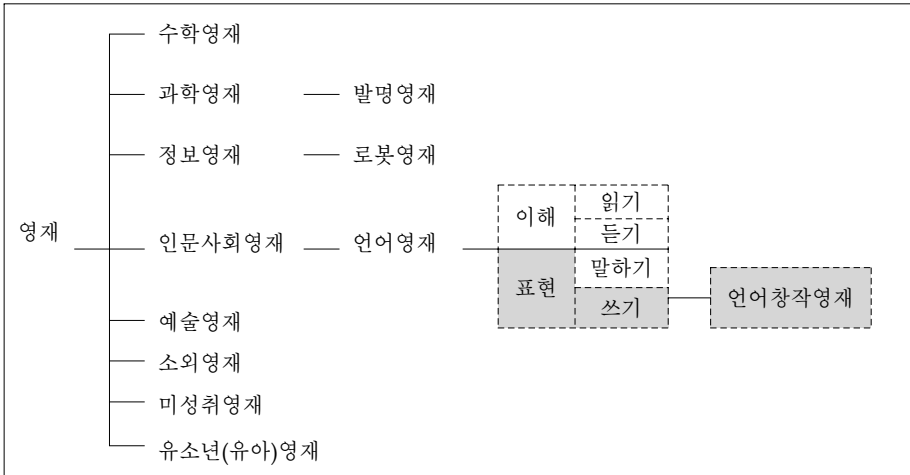 수학영재
과학영재 발명영재
정보영재 로봇영재
영재 인문사회영재 언어영재
이해 읽기
듣기
표현 말하기
쓰기 언어창작영재
예술영재
소외영재
미성취영재
유소년(유아)영재